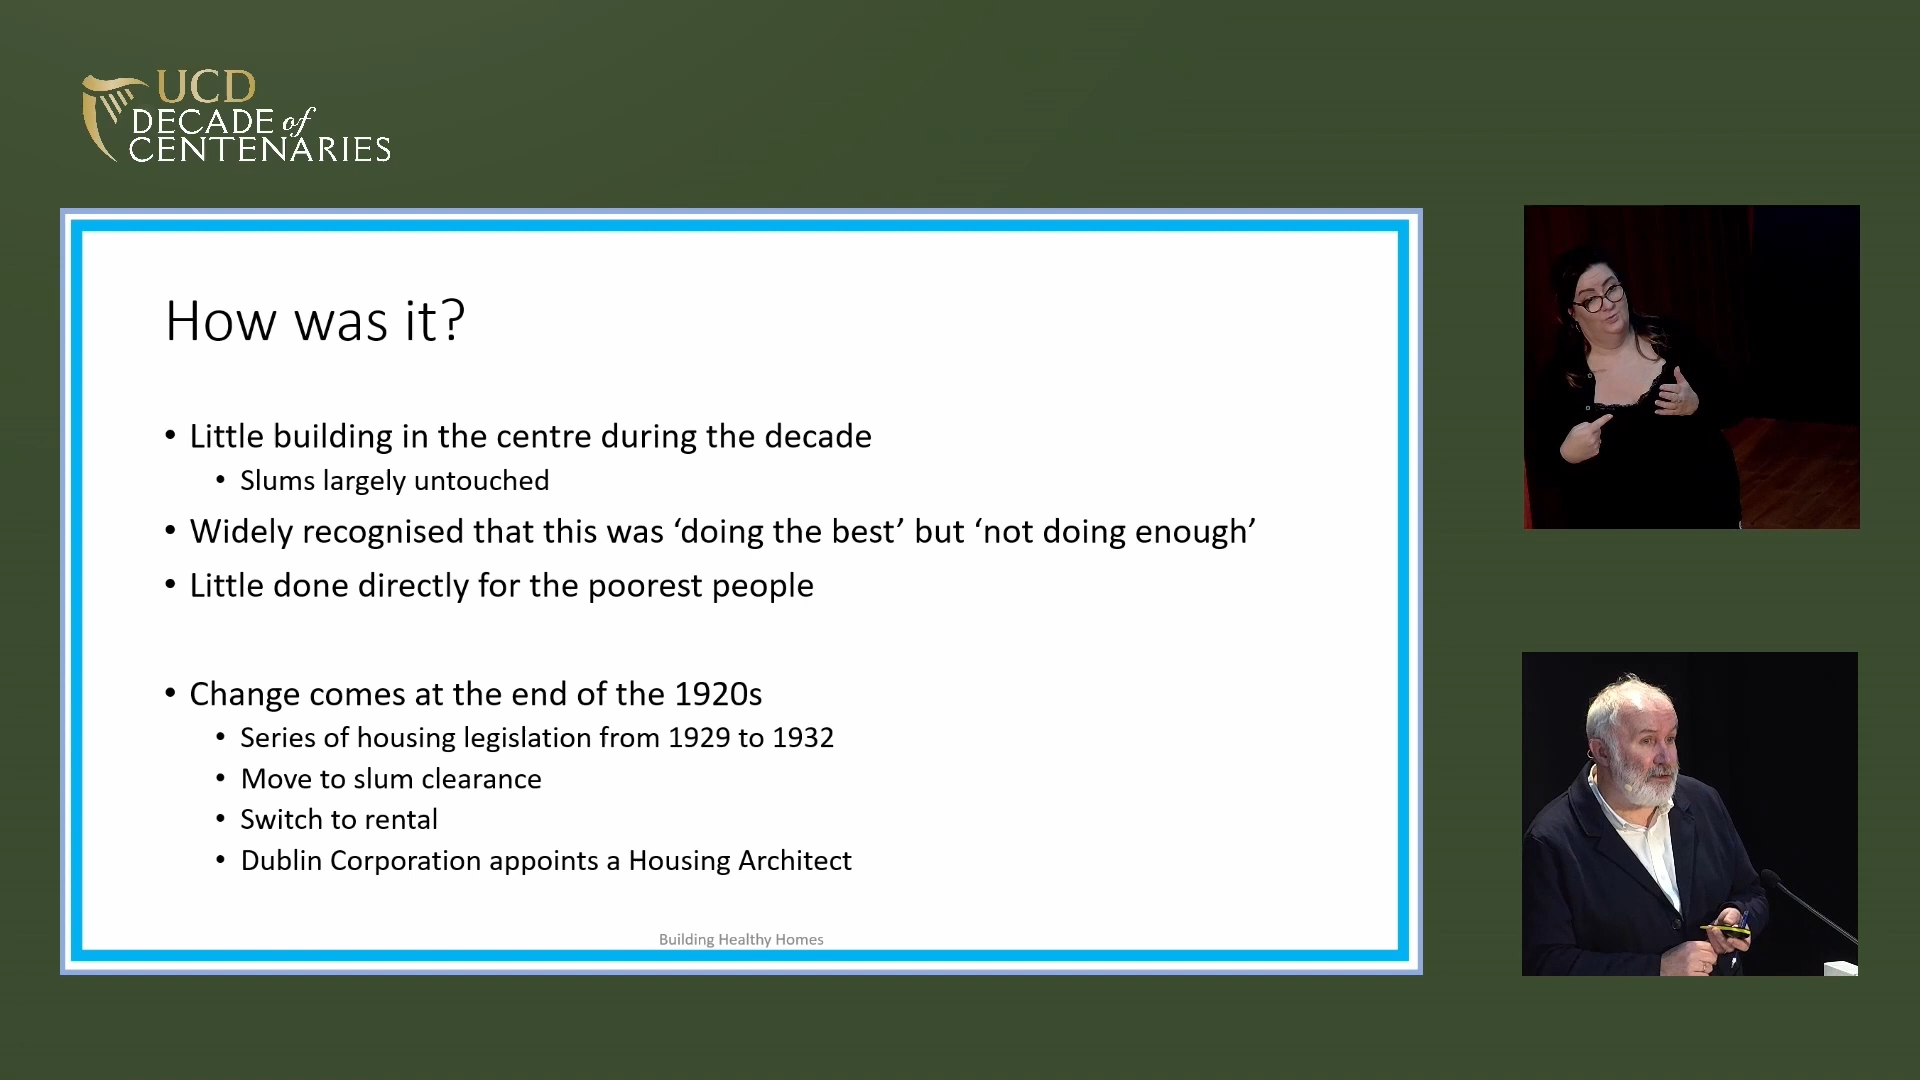 UCD
DECADE of
CENTENARIES
How was it?
• Little building in the centre during the decade
• Slums largely untouched
• Widely recognised that this was ‘doing the best’ but ‘not doing enough’
• Little done directly for the poorest people
• Change comes at the end of the 1920s
• Series of housing legislation from 1929 to 1932
• Move to slum clearance
• Switch to rental
• Dublin Corporation appoints a Housing Architect
Building Healthy Homes